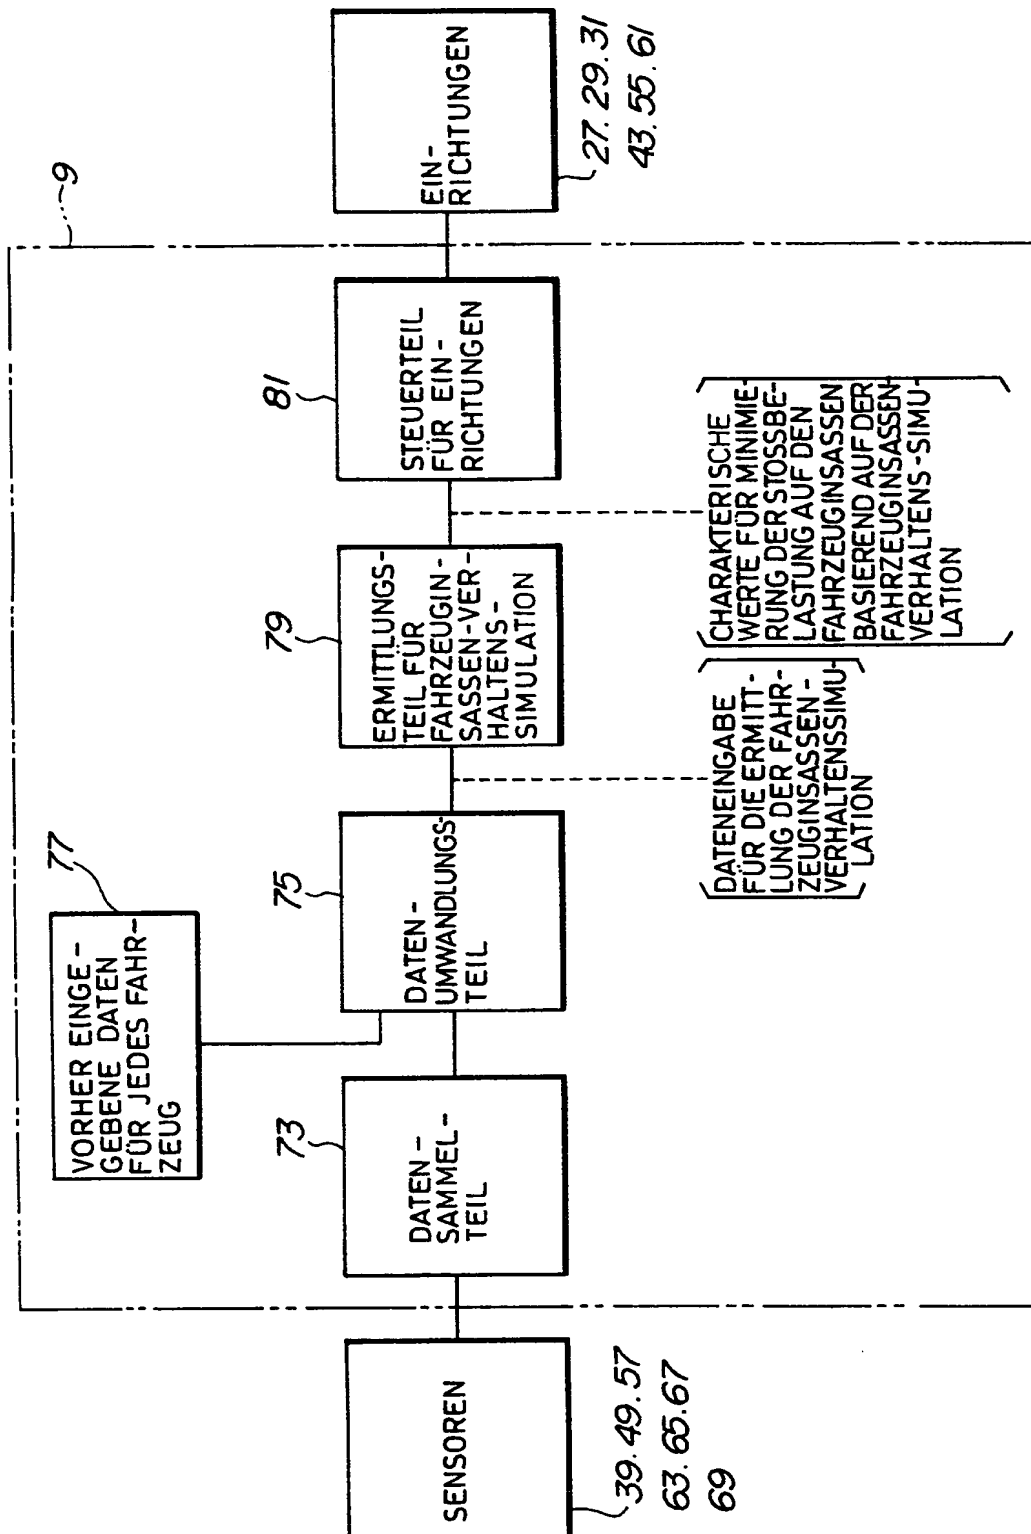 9
VORHER EINGE-
GEBENE DATEN
FÜR JEDES FAHR-
ZEUG
77
SENSOREN
39.49.57
63.65.67
69
DATEN-
SAMMEL-
TEIL
73
DATEN-
UMWANDLUNGS-
TEIL
75
ERMITTLUNGS-
TEIL FÜR
FAHRZEUGIN-
SASSEN-VER-
HALTENS-
SIMULATION
79
STEUERTEIL
FÜR EIN-
RICHTUNGEN
81
EIN-
RICHTUNGEN
27.29.31
43.55.61
DATENEINGABE
FÜR DIE ERMITT-
LUNG DER FAHR-
ZEUGINSASSEN-
VERHALTENSSIMU-
LATION
CHARAKTERISCHE
WERTE FÜR MINIMIE-
RUNG DER STOSSBE-
LASTUNG AUF DEN
FAHRZEUGINSASSEN
BASIEREND AUF DER
FAHRZEUGINSASSEN-
VERHALTENS-SIMU-
LATION